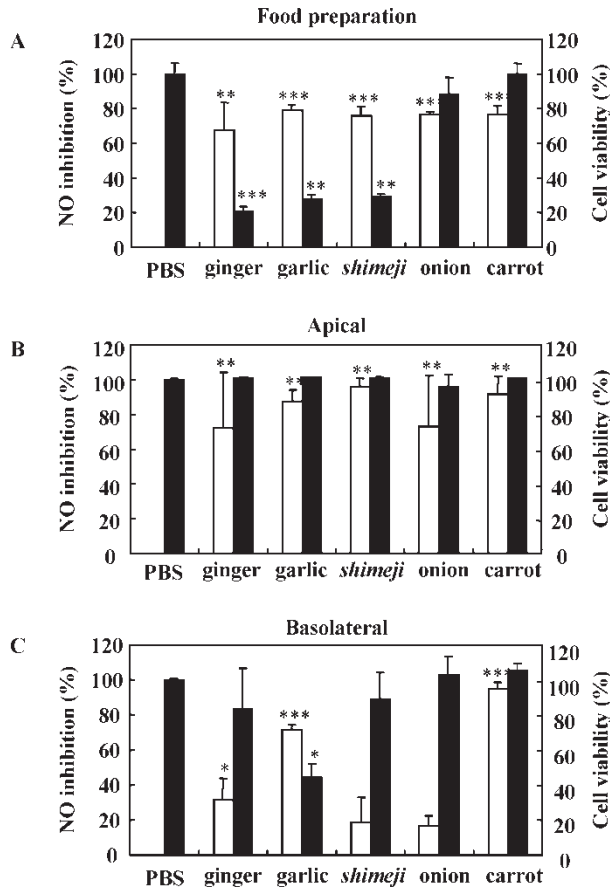 Food preparation
A
120 120
100 100
80 80
60 60
40 40
20 20
0 0
NO inhibition (%)
Cell viability (%)
** *** *** *** ***
*** ** **
PBS ginger garlic shimeji onion carrot
Apical
B
120 120
100 100
80 80
60 60
40 40
20 20
0 0
NO inhibition (%)
Cell viability (%)
** ** ** ** **
PBS ginger garlic shimeji onion carrot
Basolateral
C
120 120
100 100
80 80
60 60
40 40
20 20
0 0
NO inhibition (%)
Cell viability (%)
* *** * ***
PBS ginger garlic shimeji onion carrot